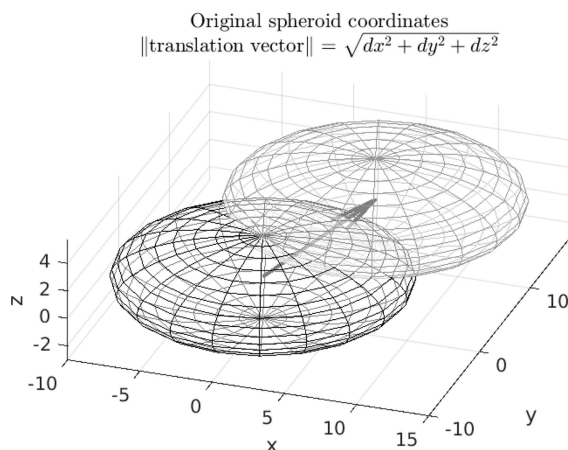 Original spheroid coordinates
‖translation vector‖ = √dx² + dy² + dz²
z
4
2
0
-2
-10
-5
0
5
10
15
x
-10
0
10
y